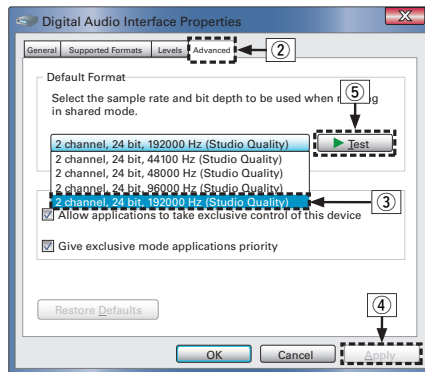 Digital Audio Interface Properties
General Supported Formats Levels Advanced
②
Default Format
⑤
Select the sample rate and bit depth to be used when
in shared mode.
2 channel, 24 bit, 192000 Hz (Studio Quality)
Test
2 channel, 24 bit, 44100 Hz (Studio Quality)
2 channel, 24 bit, 48000 Hz (Studio Quality)
2 channel, 24 bit, 96000 Hz (Studio Quality)
2 channel, 24 bit, 192000 Hz (Studio Quality)
③
Allow applications to take exclusive control of this device
Give exclusive mode applications priority
Restore Defaults
④
OK Cancel Apply